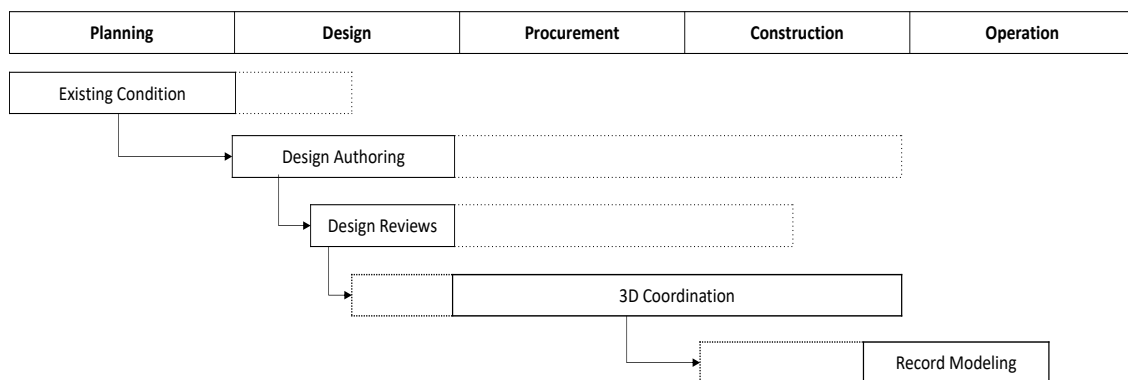 Planning Design Procurement Construction Operation
Existing Condition
Design Authoring
Design Reviews
3D Coordination
Record Modeling